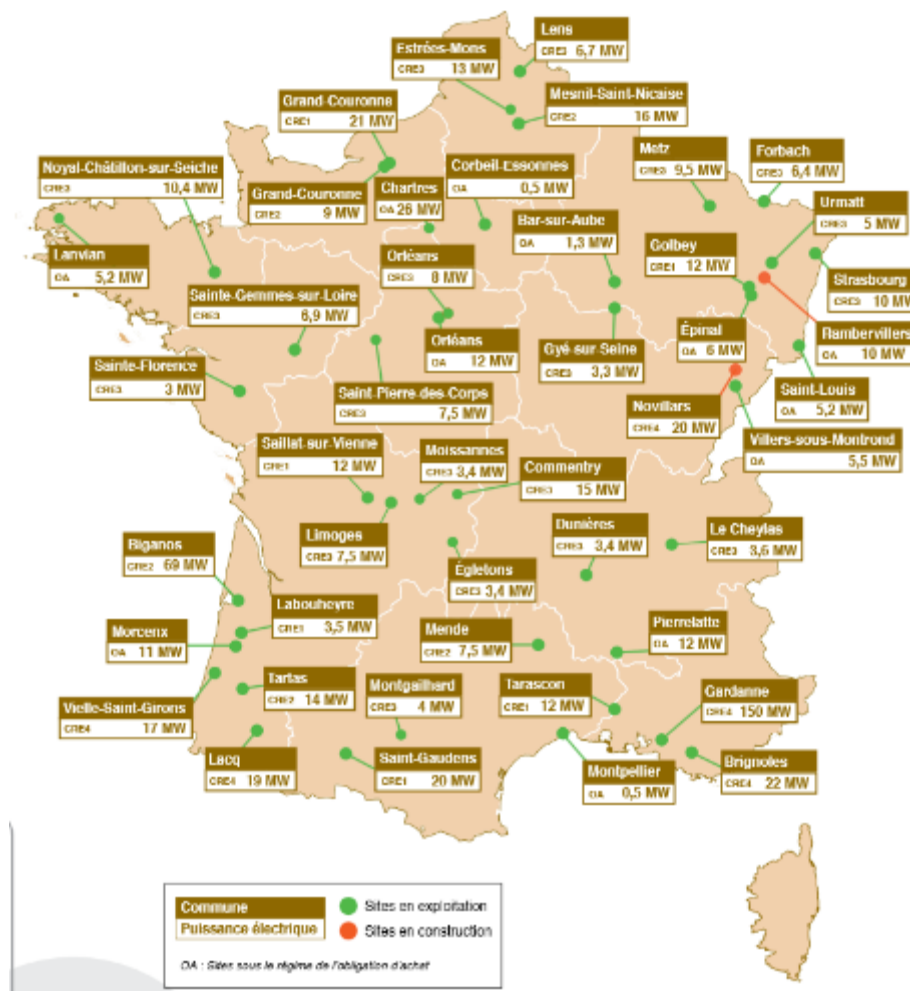 Lens
CRE3 6,7 MW
Estrées-Mons
CRE3 13 MW
Mesnil-Saint-Nicaise
CRE2 16 MW
Grand-Couronne
CRE1 21 MW
Metz
CRE3 9,5 MW
Forbach
CRE3 6,4 MW
Noyal-Châtillon-sur-Seiche
CRE3 10,4 MW
Corbeil-Essonnes
OA 0,5 MW
Grand-Couronne
CRE2 9 MW
Chartres
OA 26 MW
Urmatt
CRE3 5 MW
Bar-sur-Aube
OA 1,3 MW
Golbey
CRE1 12 MW
Lanvian
OA 5,2 MW
Orléans
CRE3 8 MW
Strasbourg
CRE3 10 MW
Sainte-Gemmes-sur-Loire
CRE3 6,9 MW
Orléans
OA 12 MW
Gyé-sur-Seine
CRE3 3,3 MW
Épinal
OA 6 MW
Rambervillers
OA 10 MW
Sainte-Florence
CRE3 3 MW
Saint-Pierre-des-Corps
CRE3 7,5 MW
Novillars
CRE4 20 MW
Saint-Louis
OA 5,2 MW
Villers-sous-Montrond
OA 5,5 MW
Saillat-sur-Vienne
CRE1 12 MW
Moissannes
CRE3 3,4 MW
Commentry
CRE3 15 MW
Limoges
CRE3 7,5 MW
Dunières
CRE3 3,4 MW
Le Cheylas
CRE3 3,6 MW
Biganos
CRE2 69 MW
Égletons
CRE3 3,4 MW
Labouheyre
CRE1 3,5 MW
Morcenx
OA 11 MW
Mende
CRE2 7,5 MW
Pierrelatte
OA 12 MW
Tartas
CRE2 14 MW
Montgailhard
CRE3 4 MW
Tarascon
CRE1 12 MW
Gardanne
CRE4 150 MW
Vielle-Saint-Girons
CRE4 17 MW
Lacq
CRE4 19 MW
Saint-Gaudens
CRE1 20 MW
Montpellier
OA 0,5 MW
Brignoles
CRE4 22 MW
Commune
Puissance électrique
Sites en exploitation
Sites en construction
OA : Sites sous le régime de l'obligation d'achat